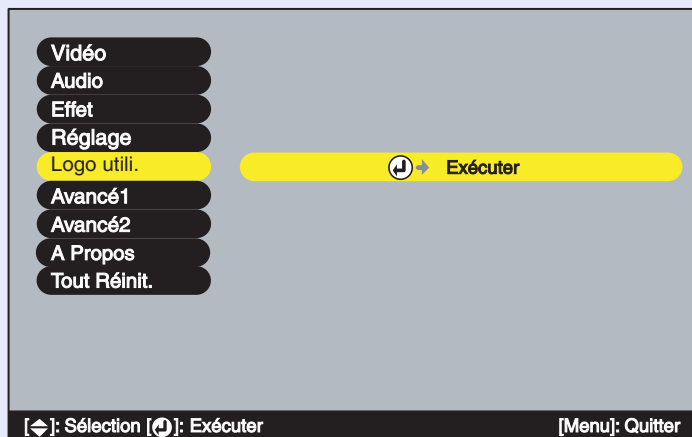 Vidéo
Audio
Effet
Réglage
Logo utili.
Exécuter
Avancé1
Avancé2
A Propos
Tout Réinit.
[ ]: Sélection [ ]: Exécuter
[Menu]: Quitter